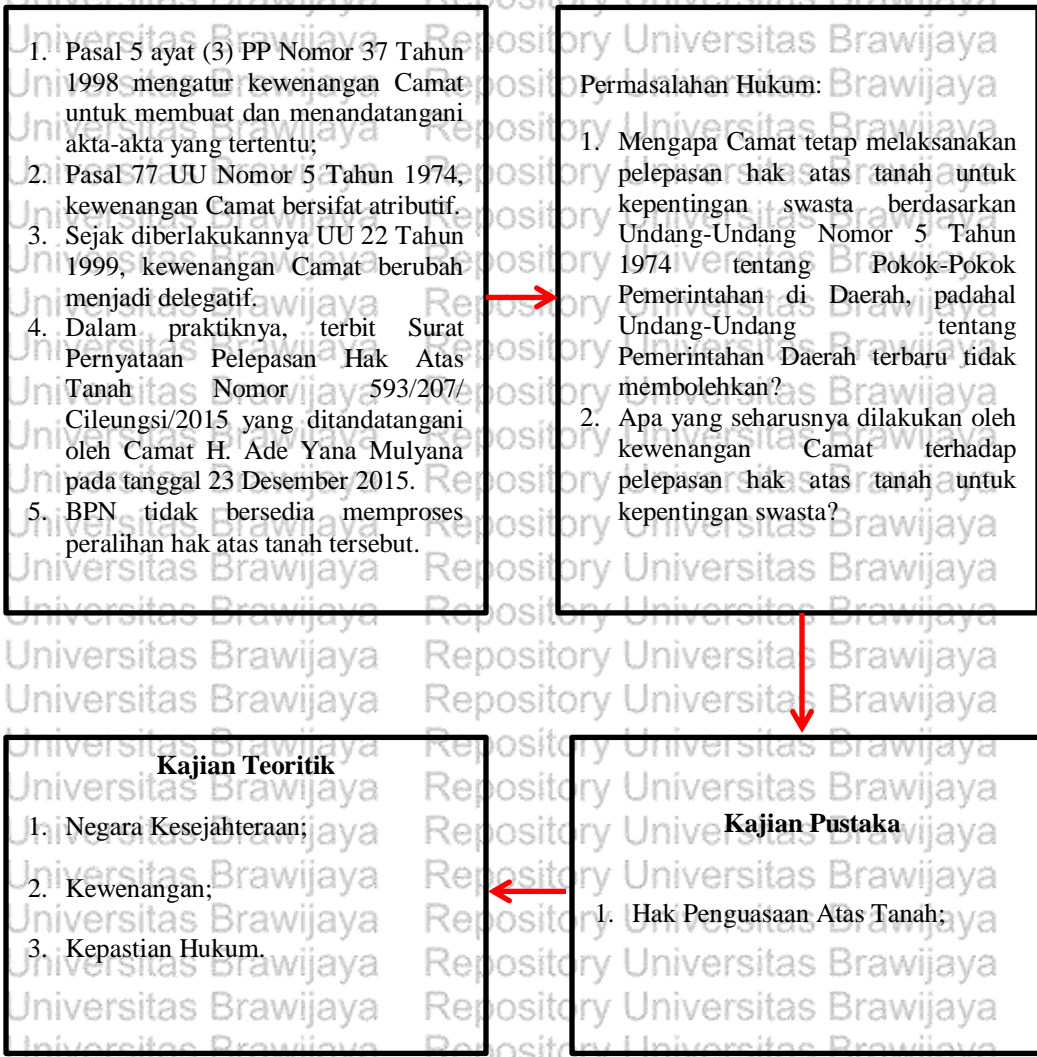 1. Pasal 5 ayat (3) PP Nomor 37 Tahun
1998 mengatur kewenangan Camat
untuk membuat dan menandatangani
akta-akta yang tertentu;
2. Pasal 77 UU Nomor 5 Tahun 1974,
kewenangan Camat bersifat atributif.
3. Sejak diberlakukannya UU 22 Tahun
1999, kewenangan Camat berubah
menjadi delegatif.
4. Dalam praktiknya, terbit Surat
Pernyataan Pelepasan Hak Atas
Tanah Nomor 593/207/
Cileungsi/2015 yang ditandatangani
oleh Camat H. Ade Yana Mulyana
pada tanggal 23 Desember 2015.
5. BPN tidak bersedia memproses
peralihan hak atas tanah tersebut.
Permasalahan Hukum:
1. Mengapa Camat tetap melaksanakan
pelepasan hak atas tanah untuk
kepentingan swasta berdasarkan
Undang-Undang Nomor 5 Tahun
1974 tentang Pokok-Pokok
Pemerintahan di Daerah, padahal
Undang-Undang tentang
Pemerintahan Daerah terbaru tidak
membolehkan?
2. Apa yang seharusnya dilakukan oleh
kewenangan Camat terhadap
pelepasan hak atas tanah untuk
kepentingan swasta?
Universitas Brawijaya Repository Universitas Brawijaya
Universitas Brawijaya Repository Universitas Brawijaya
Kajian Pustaka
1. Hak Penguasaan Atas Tanah;
Kajian Teoritik
1. Negara Kesejahteraan;
2. Kewenangan;
3. Kepastian Hukum.